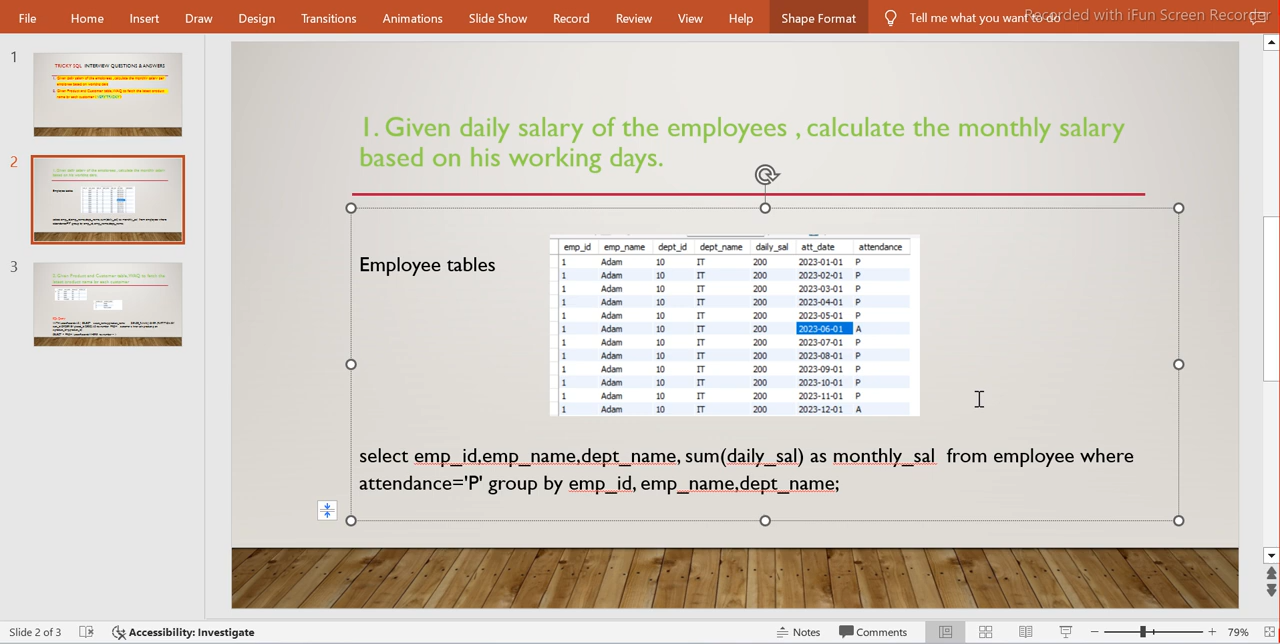 File Home Insert Draw Design Transitions Animations Slide Show Record Review View Help Shape Format Tell me what you want to do
Recorded with iFun Screen Recorder
1
TRICKY SQL INTERVIEW QUESTIONS & ANSWERS
2
3
1. Given daily salary of the employees , calculate the monthly salary
based on his working days.
Employee tables
emp_id emp_name dept_id dept_name daily_sal att_date attendance
1 Adam 10 IT 200 2023-01-01 P
1 Adam 10 IT 200 2023-02-01 P
1 Adam 10 IT 200 2023-03-01 P
1 Adam 10 IT 200 2023-04-01 P
1 Adam 10 IT 200 2023-05-01 P
1 Adam 10 IT 200 2023-06-01 A
1 Adam 10 IT 200 2023-07-01 P
1 Adam 10 IT 200 2023-08-01 P
1 Adam 10 IT 200 2023-09-01 P
1 Adam 10 IT 200 2023-10-01 P
1 Adam 10 IT 200 2023-11-01 P
1 Adam 10 IT 200 2023-12-01 A
select emp_id,emp_name,dept_name, sum(daily_sal) as monthly_sal from employee where
attendance='P' group by emp_id, emp_name,dept_name;
Slide 2 of 3 Accessibility: Investigate Notes Comments 79%